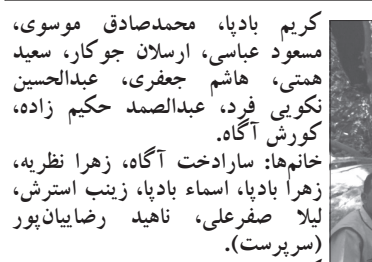 کریم بادپا، محمدصادق موسوی،
مسعود عباسی، ارسلان جوکار، سعید
همتی، هاشم جعفری، عبدالحسین
نکویی فرد، عبدالصمد حکیم زاده،
کورش آگاه.
خانم‌ها: سارادخت آگاه، زهرا نظریه،
زهرا بادپا، اسماء بادپا، زینب استرش،
لیلا صفرعلی، ناهید رضاییان‌پور
(سرپرست).